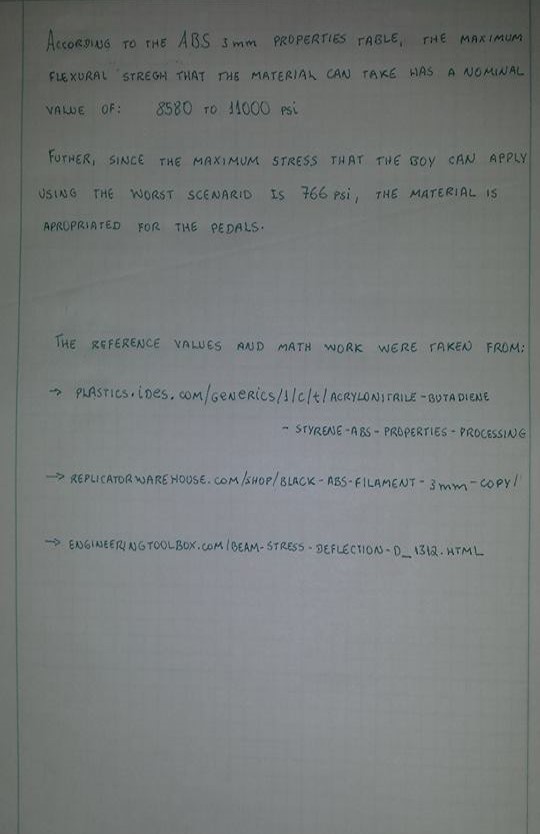 ACCORDING TO THE ABS 3mm PROPERTIES TABLE, THE MAXIMUM
FLEXURAL STREGH THAT THE MATERIAL CAN TAKE HAS A NOMINAL
VALUE OF: 8580 TO 11000 psi
FUTHER, SINCE THE MAXIMUM STRESS THAT THE BOY CAN APPLY
USING THE WORST SCENARIO IS 766 psi, THE MATERIAL IS
APROPRIATED FOR THE PEDALS.
THE REFERENCE VALUES AND MATH WORK WERE TAKEN FROM:
→ PLASTICS.ides.COM/GENERICS/1/C/t/ACRYLONITRILE-BUTADIENE
- STYRENE-ABS-PROPERTIES-PROCESSING
→ REPLICATORWAREHOUSE.COM/SHOP/BLACK-ABS-FILAMENT-3mm-COPY/
→ ENGINEERINGTOOLBOX.COM/BEAM-STRESS-DEFLECTION-D_1312.HTML